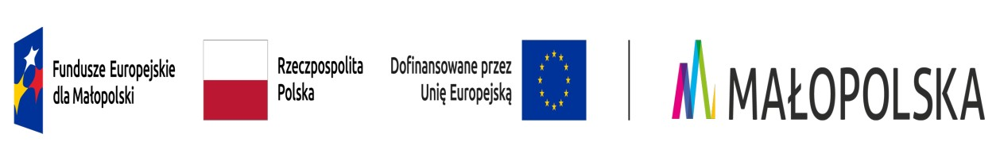 Fundusze Europejskie
dla Małopolski
Rzeczpospolita
Polska
Dofinansowane przez
Unię Europejską
MAŁOPOLSKA